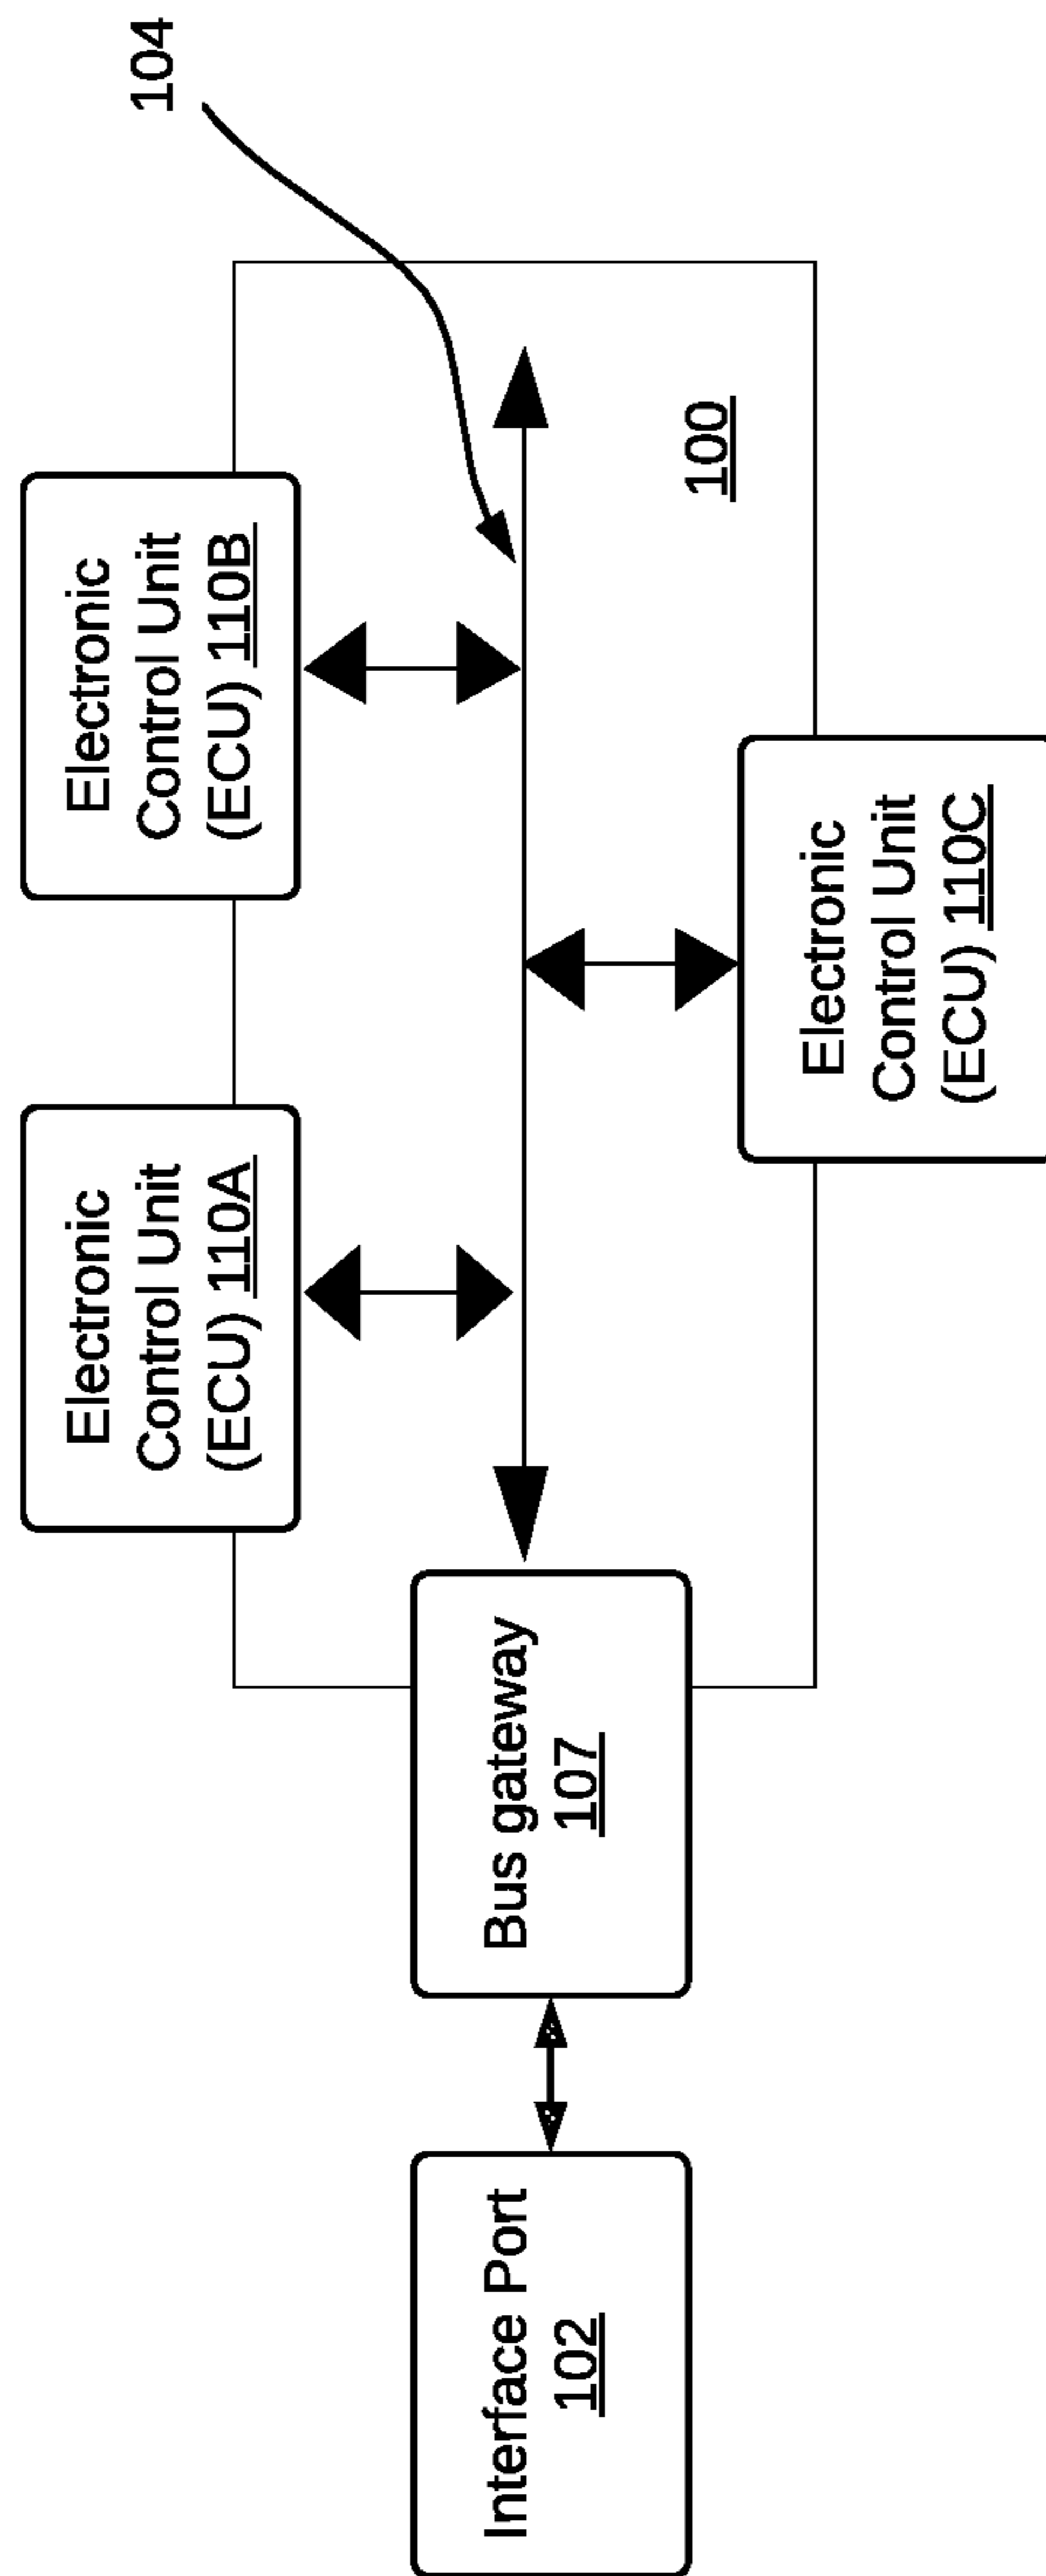 104
Electronic
Control Unit
(ECU) 110A
Electronic
Control Unit
(ECU) 110B
Interface Port
102
Bus gateway
107
100
Electronic
Control Unit
(ECU) 110C